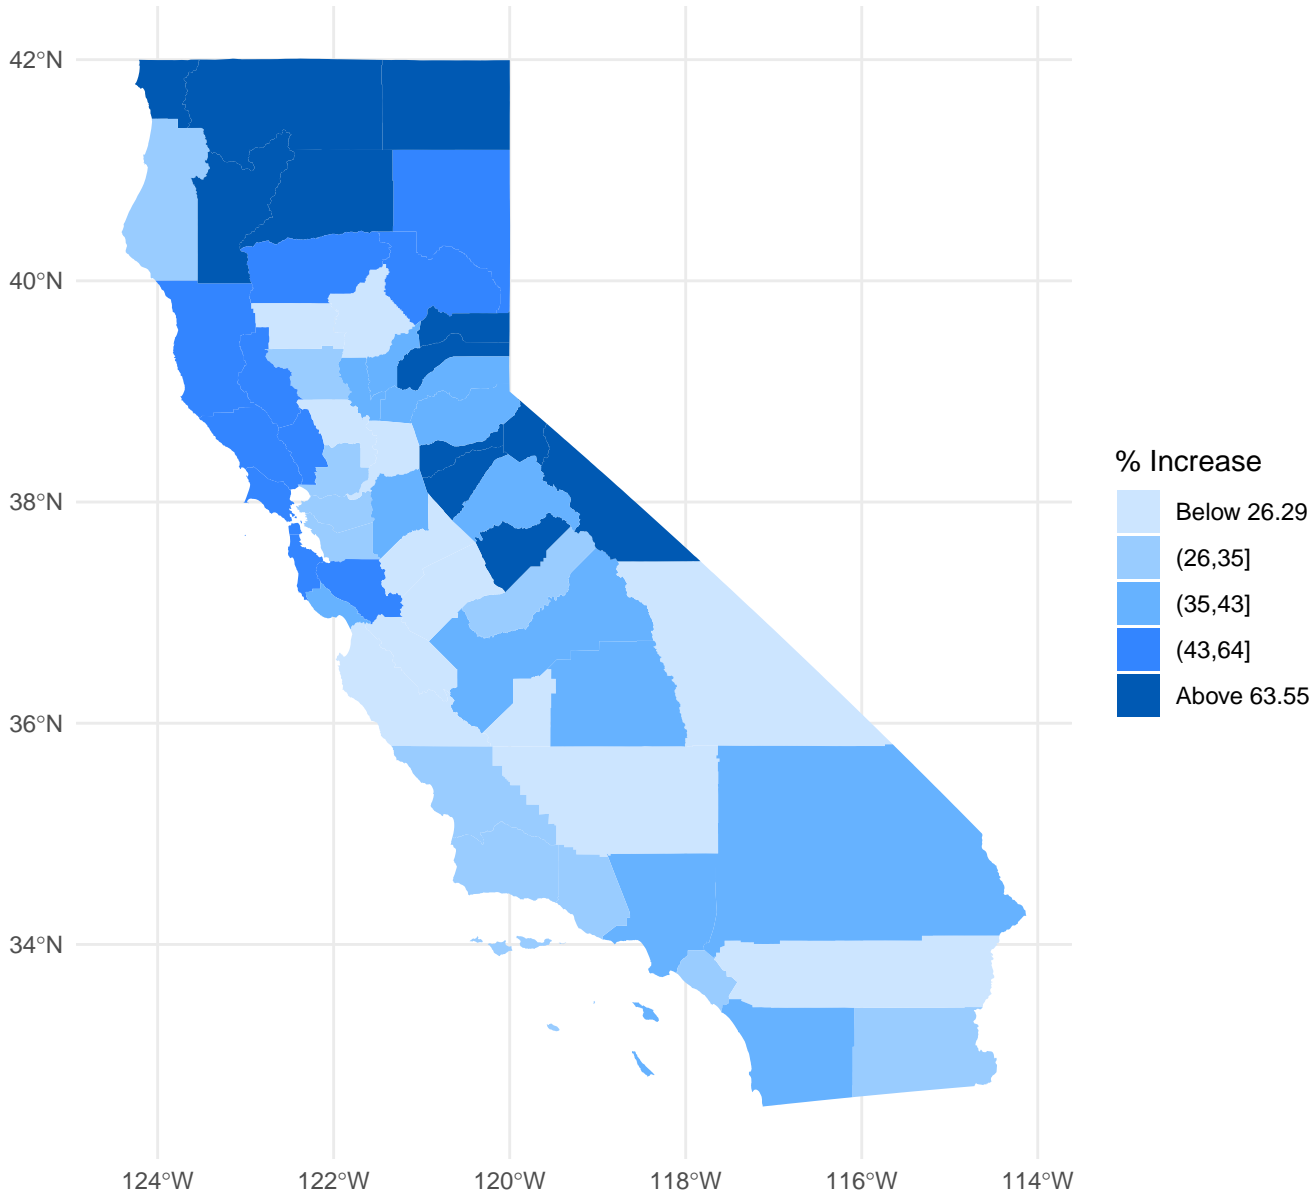 42°N
40°N
38°N
36°N
34°N
124°W
122°W
120°W
118°W
116°W
114°W
% Increase
Below 26.29
(26,35]
(35,43]
(43,64]
Above 63.55